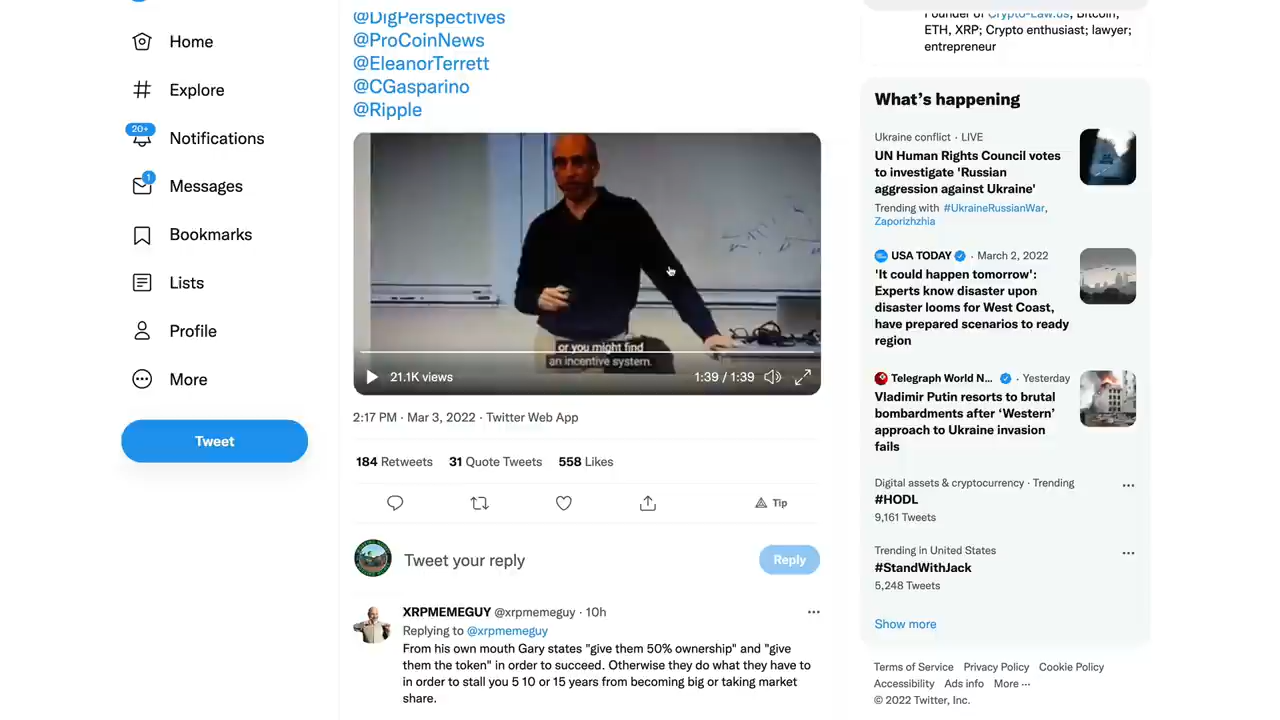 @DigPerspectives
@ProCoinNews
@EleanorTerrett
@CGasparino
@Ripple
Home
Explore
20+
Notifications
1
Messages
Bookmarks
Lists
Profile
More
Tweet
or you might find
an incentive system.
21.1K views
1:39 / 1:39
2:17 PM · Mar 3, 2022 · Twitter Web App
184 Retweets 31 Quote Tweets 558 Likes
Tip
Tweet your reply
Reply
XRPMEMEGUY @xrpmemeguy · 10h
Replying to @xrpmemeguy
From his own mouth Gary states "give them 50% ownership" and "give
them the token" in order to succeed. Otherwise they do what they have to
in order to stall you 5 10 or 15 years from becoming big or taking market
share.
Founder of Crypto-Law.us, Bitcoin,
ETH, XRP; Crypto enthusiast; lawyer;
entrepreneur
What's happening
Ukraine conflict · LIVE
UN Human Rights Council votes
to investigate 'Russian
aggression against Ukraine'
Trending with #UkraineRussianWar,
Zaporizhzhia
USA TODAY · March 2, 2022
'It could happen tomorrow':
Experts know disaster upon
disaster looms for West Coast,
have prepared scenarios to ready
region
Telegraph World N... · Yesterday
Vladimir Putin resorts to brutal
bombardments after 'Western'
approach to Ukraine invasion
fails
Digital assets & cryptocurrency · Trending
#HODL
9,161 Tweets
Trending in United States
#StandWithJack
5,248 Tweets
Show more
Terms of Service Privacy Policy Cookie Policy
Accessibility Ads info More ···
© 2022 Twitter, Inc.